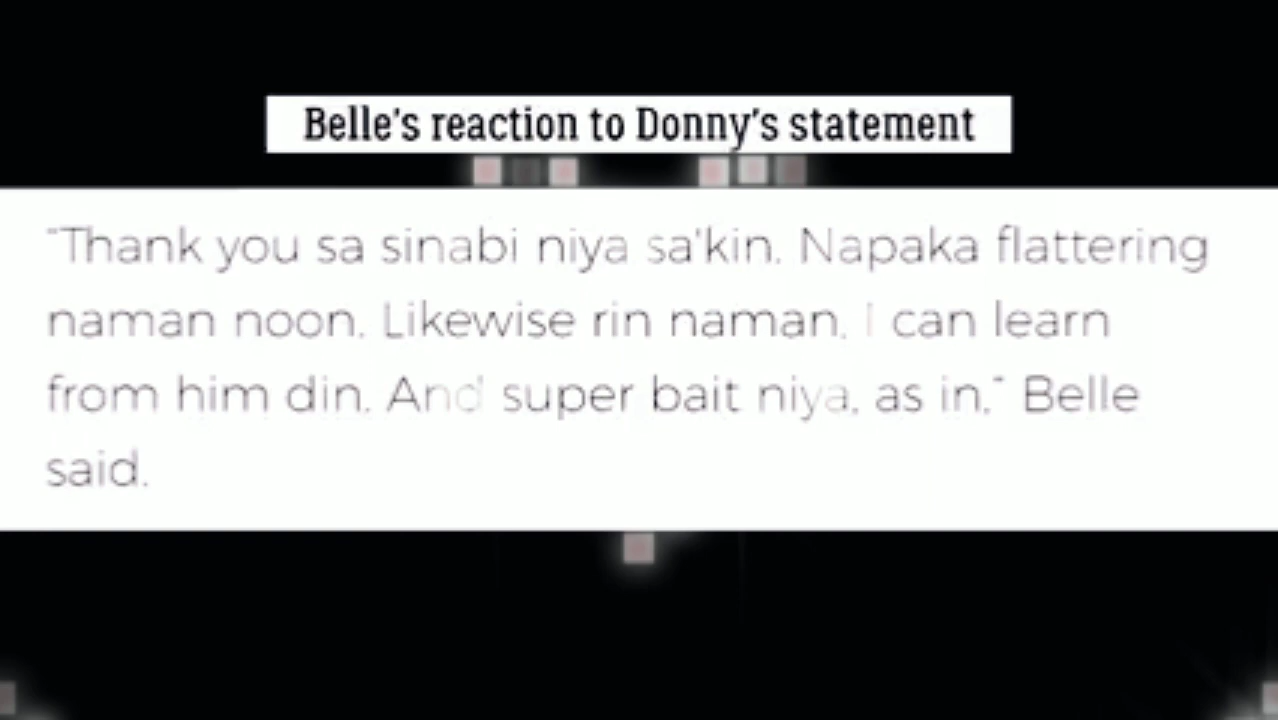 Belle's reaction to Donny's statement
"Thank you sa sinabi niya sa'kin. Napaka flattering
naman noon. Likewise rin naman, I can learn
from him din. And super bait niya, as in," Belle
said.